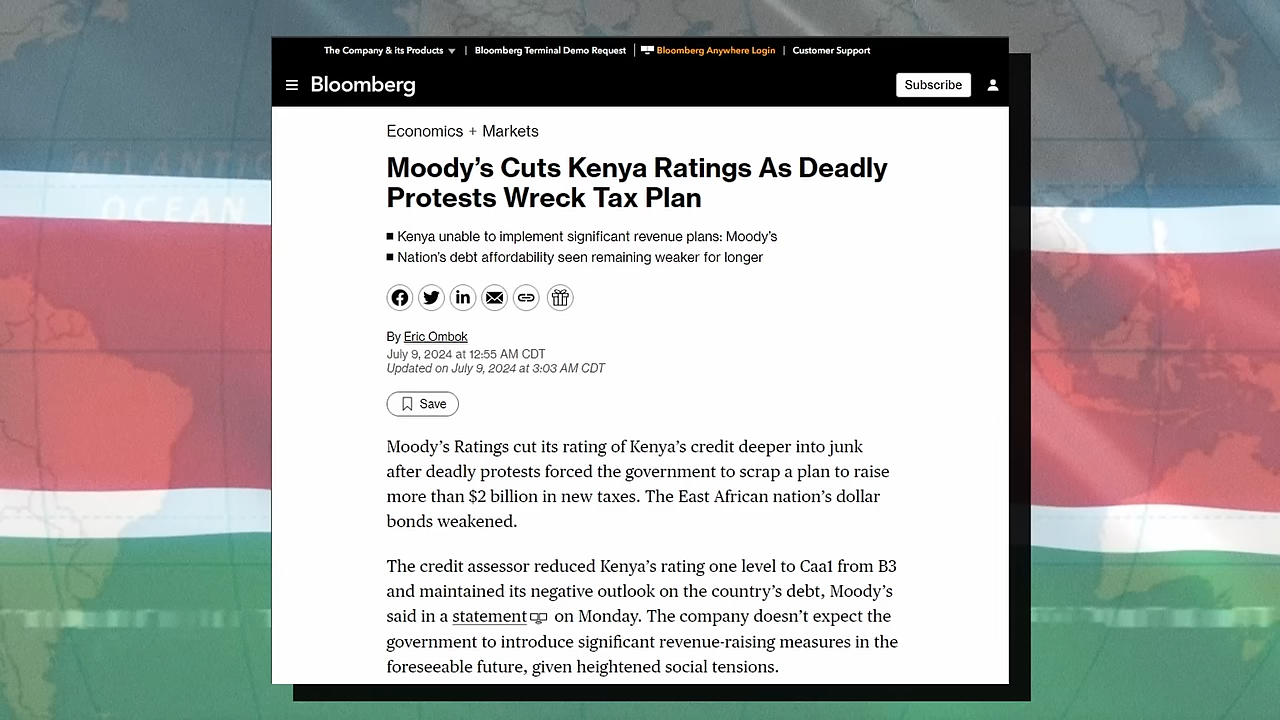 The Company & its Products | Bloomberg Terminal Demo Request | Bloomberg Anywhere Login | Customer Support
Bloomberg
Subscribe
Economics + Markets
Moody’s Cuts Kenya Ratings As Deadly
Protests Wreck Tax Plan
Kenya unable to implement significant revenue plans: Moody’s
Nation’s debt affordability seen remaining weaker for longer
By Eric Ombok
July 9, 2024 at 12:55 AM CDT
Updated on July 9, 2024 at 3:03 AM CDT
Save
Moody’s Ratings cut its rating of Kenya’s credit deeper into junk
after deadly protests forced the government to scrap a plan to raise
more than $2 billion in new taxes. The East African nation’s dollar
bonds weakened.
The credit assessor reduced Kenya’s rating one level to Caa1 from B3
and maintained its negative outlook on the country’s debt, Moody’s
said in a statement on Monday. The company doesn’t expect the
government to introduce significant revenue-raising measures in the
foreseeable future, given heightened social tensions.
ATLANTIC
OCEAN